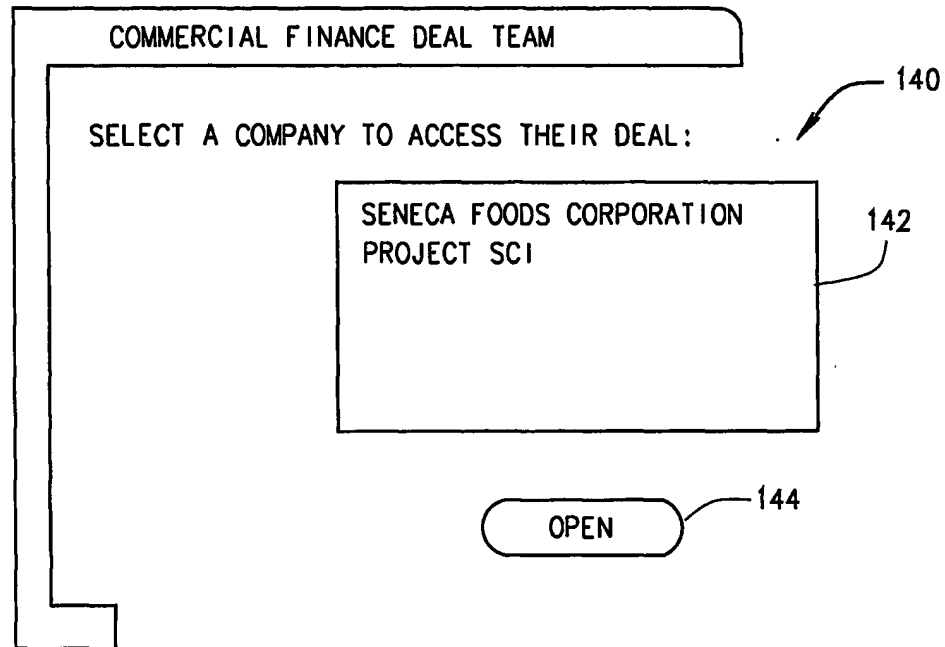 COMMERCIAL FINANCE DEAL TEAM
140
SELECT A COMPANY TO ACCESS THEIR DEAL:
SENECA FOODS CORPORATION
142
PROJECT SCI
144
OPEN